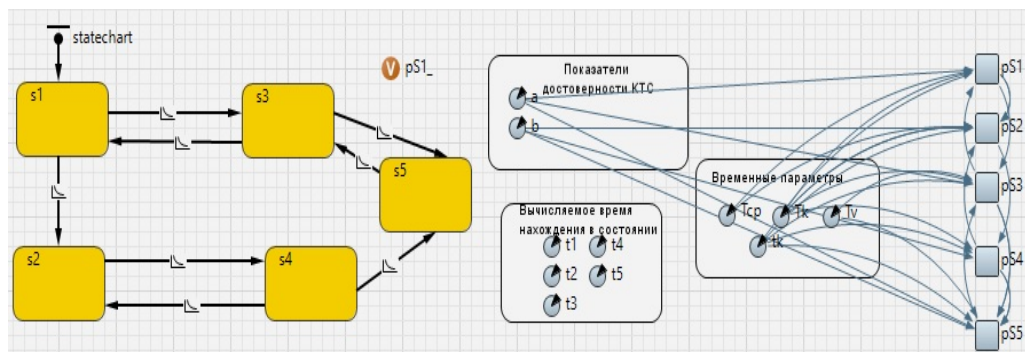 statechart
s1
s3
s5
s2
s4
V
pS1_
Показатели
достоверности КТС
a
b
Временные параметры
Tcp
Tk
Tv
tk
Вычисляемое время
нахождения в состоянии
t1
t4
t2
t5
t3
pS1
pS2
pS3
pS4
pS5